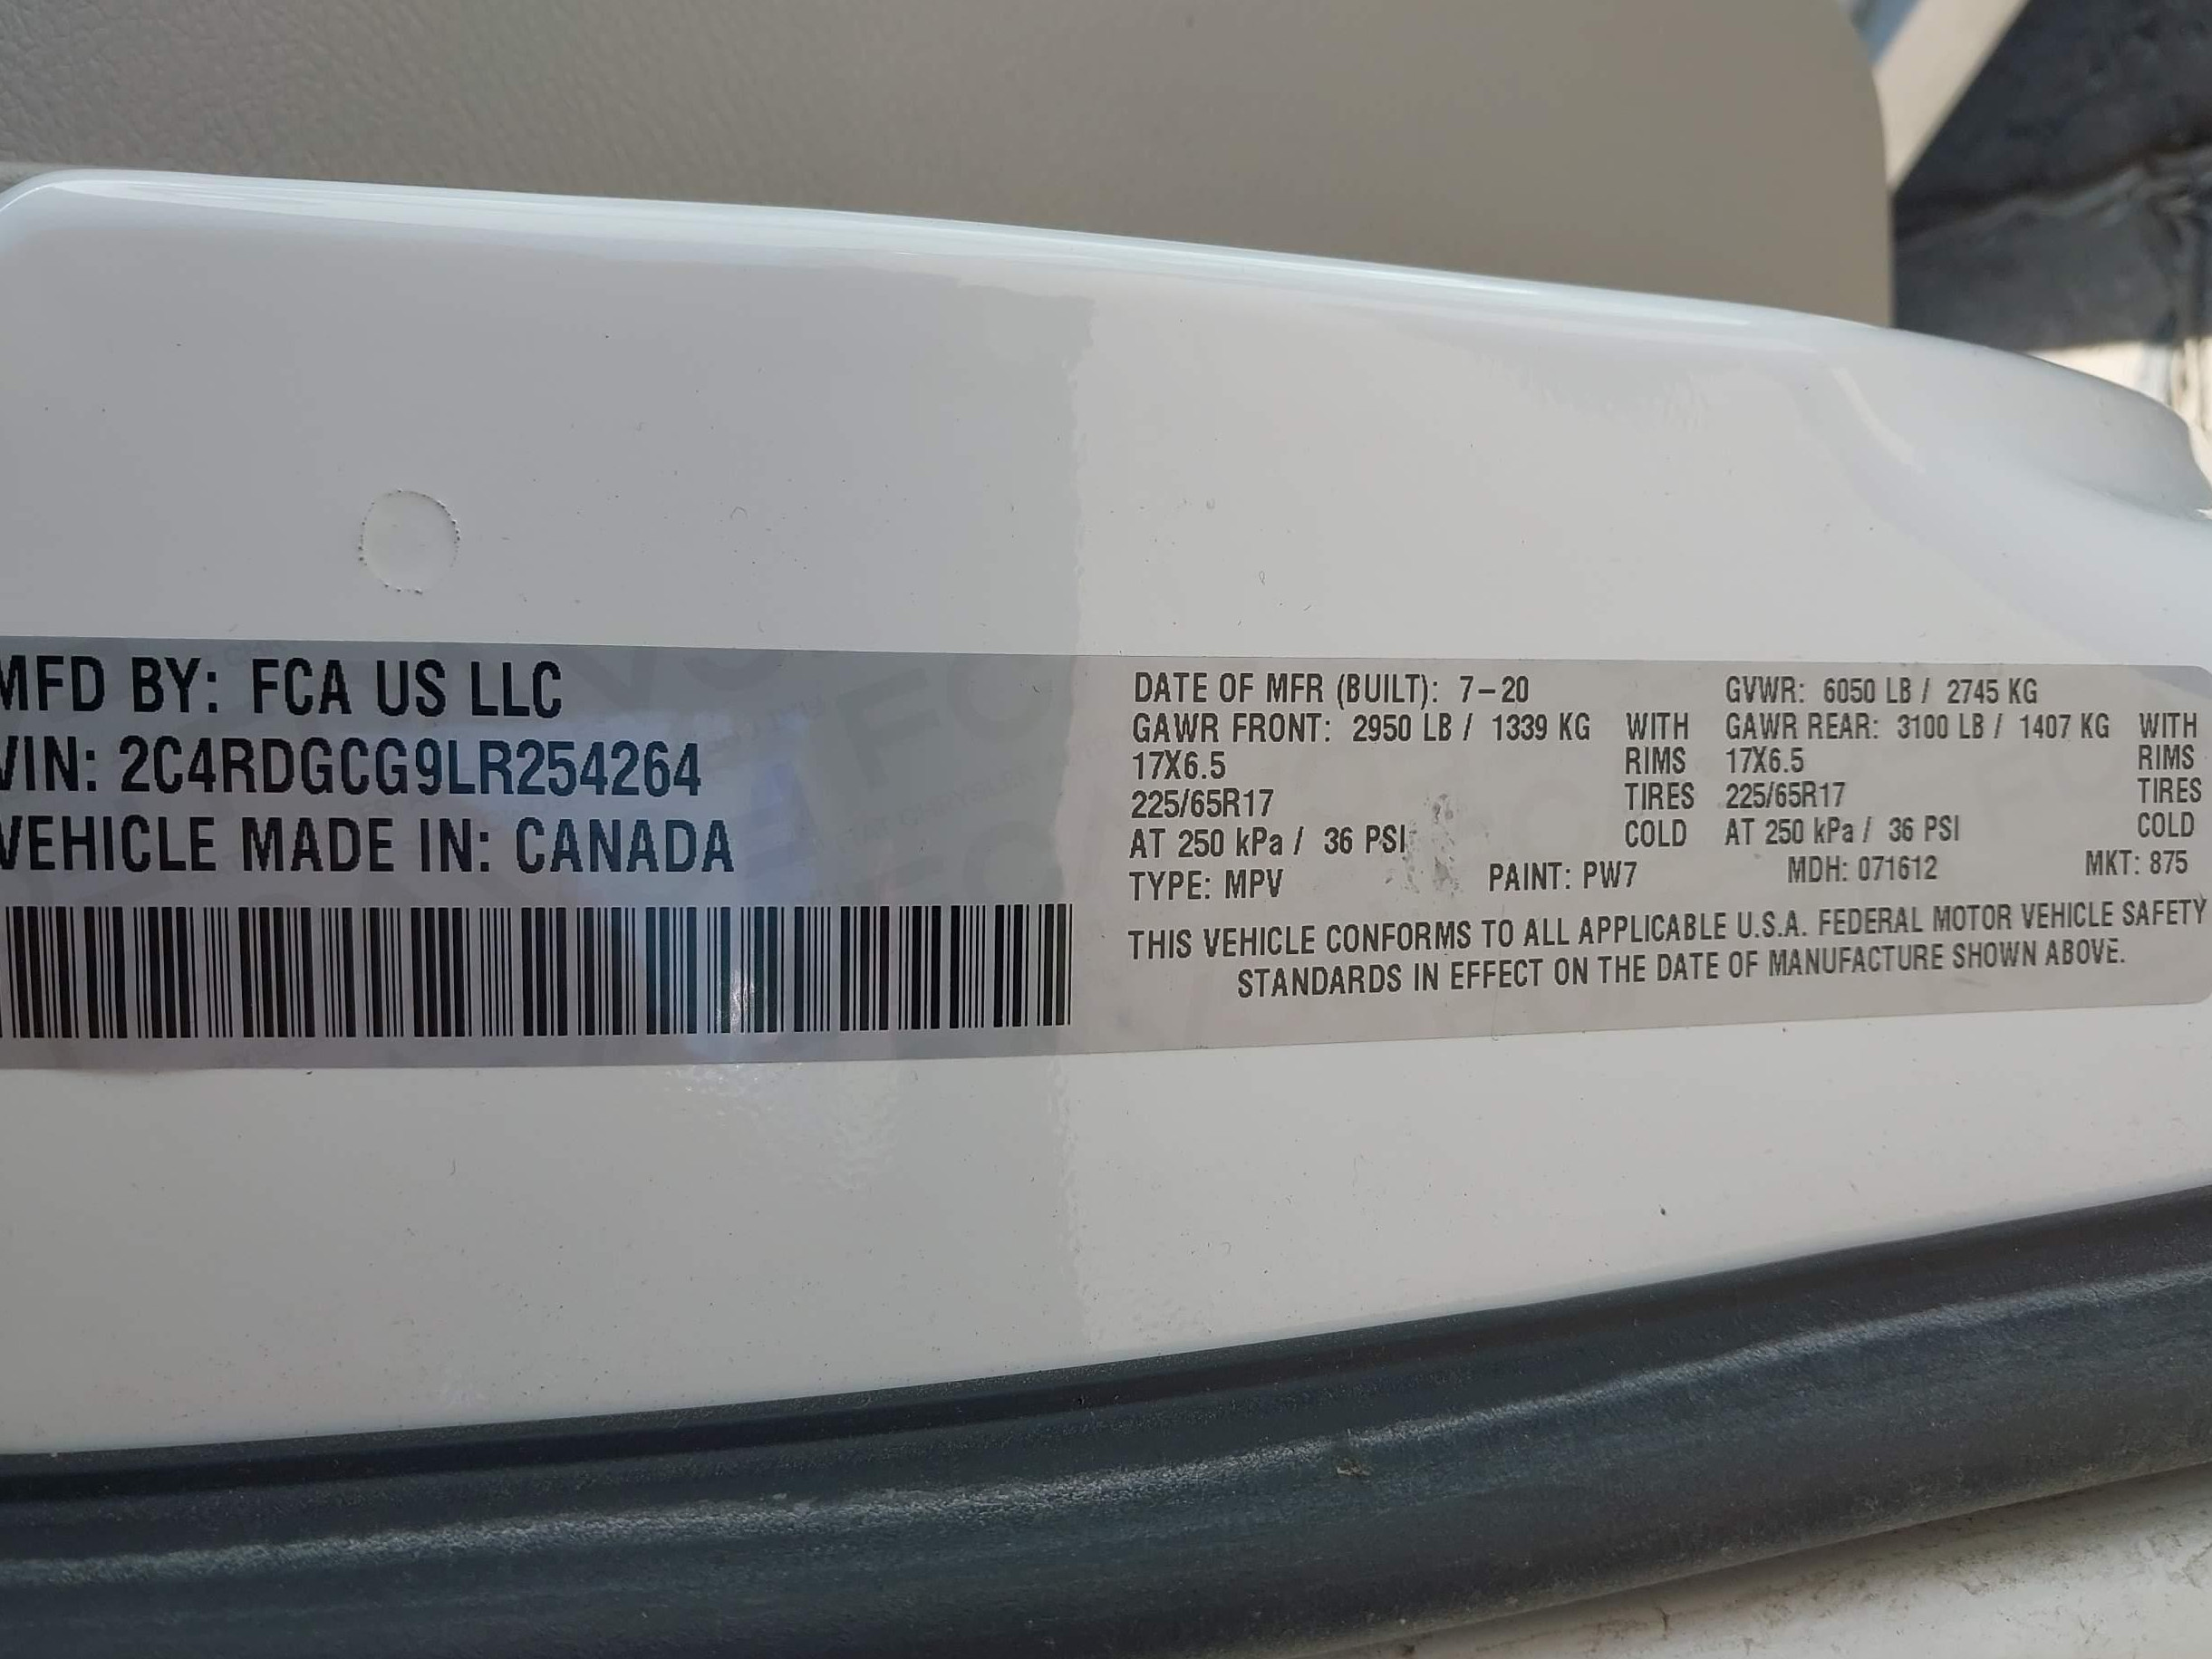 MFD BY: FCA US LLC
VIN: 2C4RDGCG9LR254264
VEHICLE MADE IN: CANADA
DATE OF MFR (BUILT): 7-20 GVWR: 6050 LB / 2745 KG
GAWR FRONT: 2950 LB / 1339 KG WITH GAWR REAR: 3100 LB / 1407 KG WITH
17X6.5 RIMS 17X6.5 RIMS
225/65R17 TIRES 225/65R17 TIRES
AT 250 kPa / 36 PSI COLD AT 250 kPa / 36 PSI COLD
TYPE: MPV PAINT: PW7 MDH: 071612 MKT: 875
THIS VEHICLE CONFORMS TO ALL APPLICABLE U.S.A. FEDERAL MOTOR VEHICLE SAFETY
STANDARDS IN EFFECT ON THE DATE OF MANUFACTURE SHOWN ABOVE.